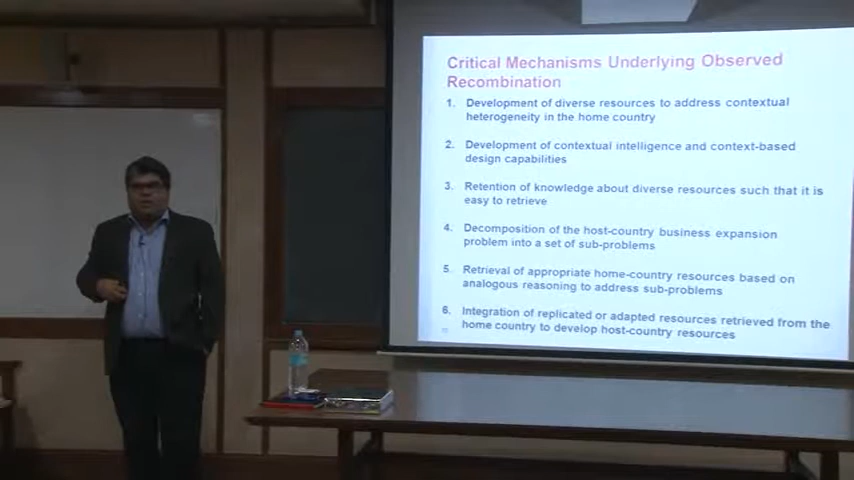 Critical Mechanisms Underlying Observed
Recombination
1. Development of diverse resources to address contextual
heterogeneity in the home country
2. Development of contextual intelligence and context-based
design capabilities
3. Retention of knowledge about diverse resources such that it is
easy to retrieve
4. Decomposition of the host-country business expansion
problem into a set of sub-problems
5. Retrieval of appropriate home-country resources based on
analogous reasoning to address sub-problems
6. Integration of replicated or adapted resources retrieved from the
home country to develop host-country resources